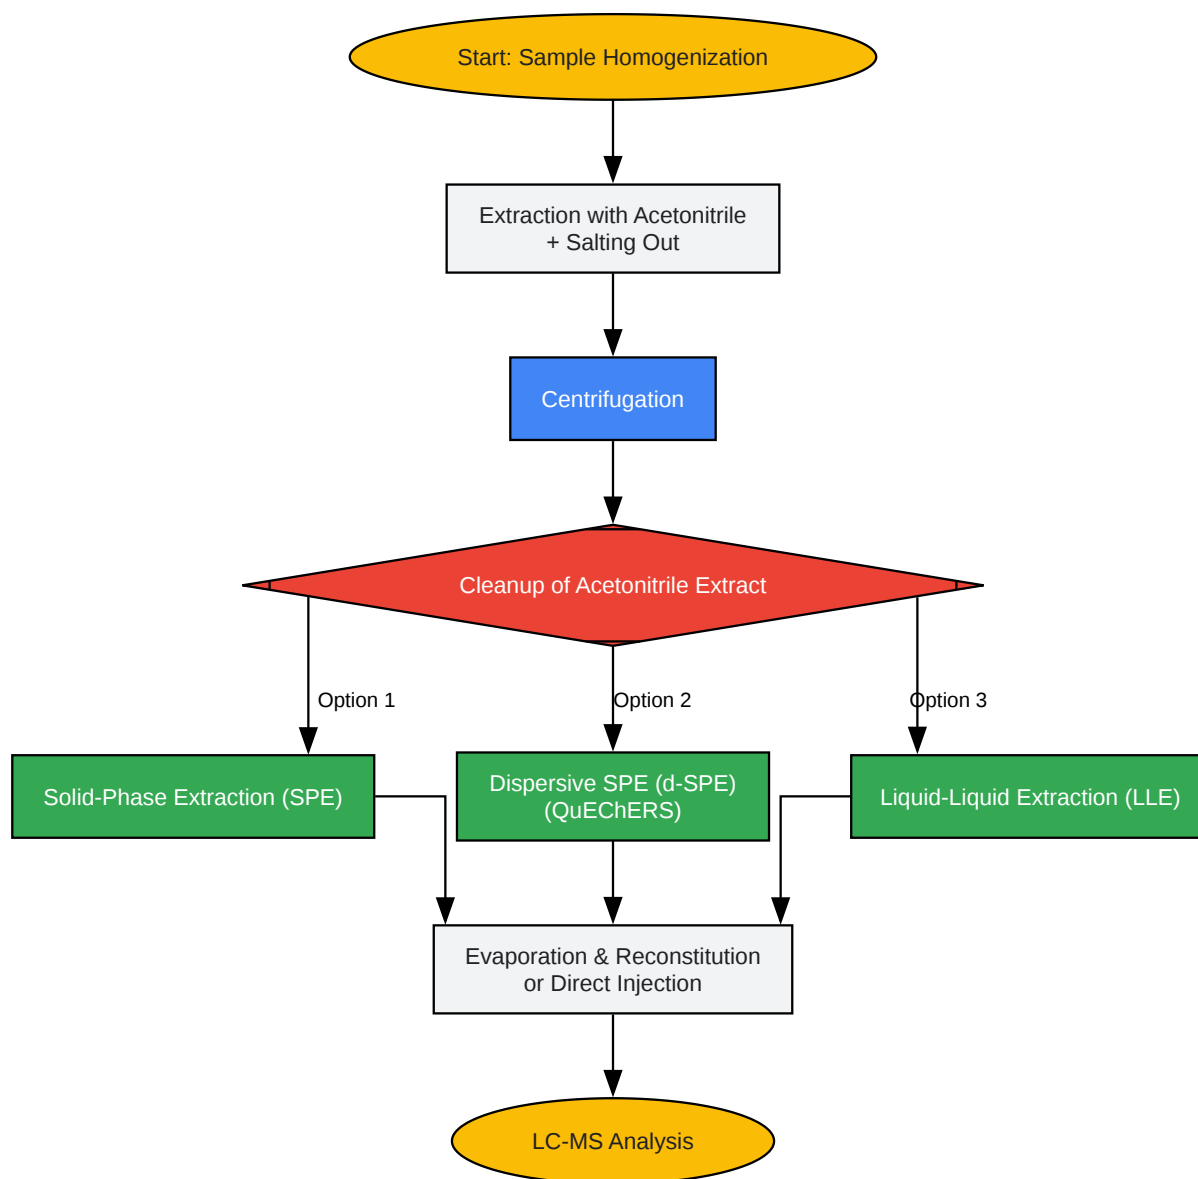 Start: Sample Homogenization
Extraction with Acetonitrile
+ Salting Out
Centrifugation
Cleanup of Acetonitrile Extract
Option 1
Option 2
Option 3
Solid-Phase Extraction (SPE)
Dispersive SPE (d-SPE)
(QuEChERS)
Liquid-Liquid Extraction (LLE)
Evaporation & Reconstitution
or Direct Injection
LC-MS Analysis